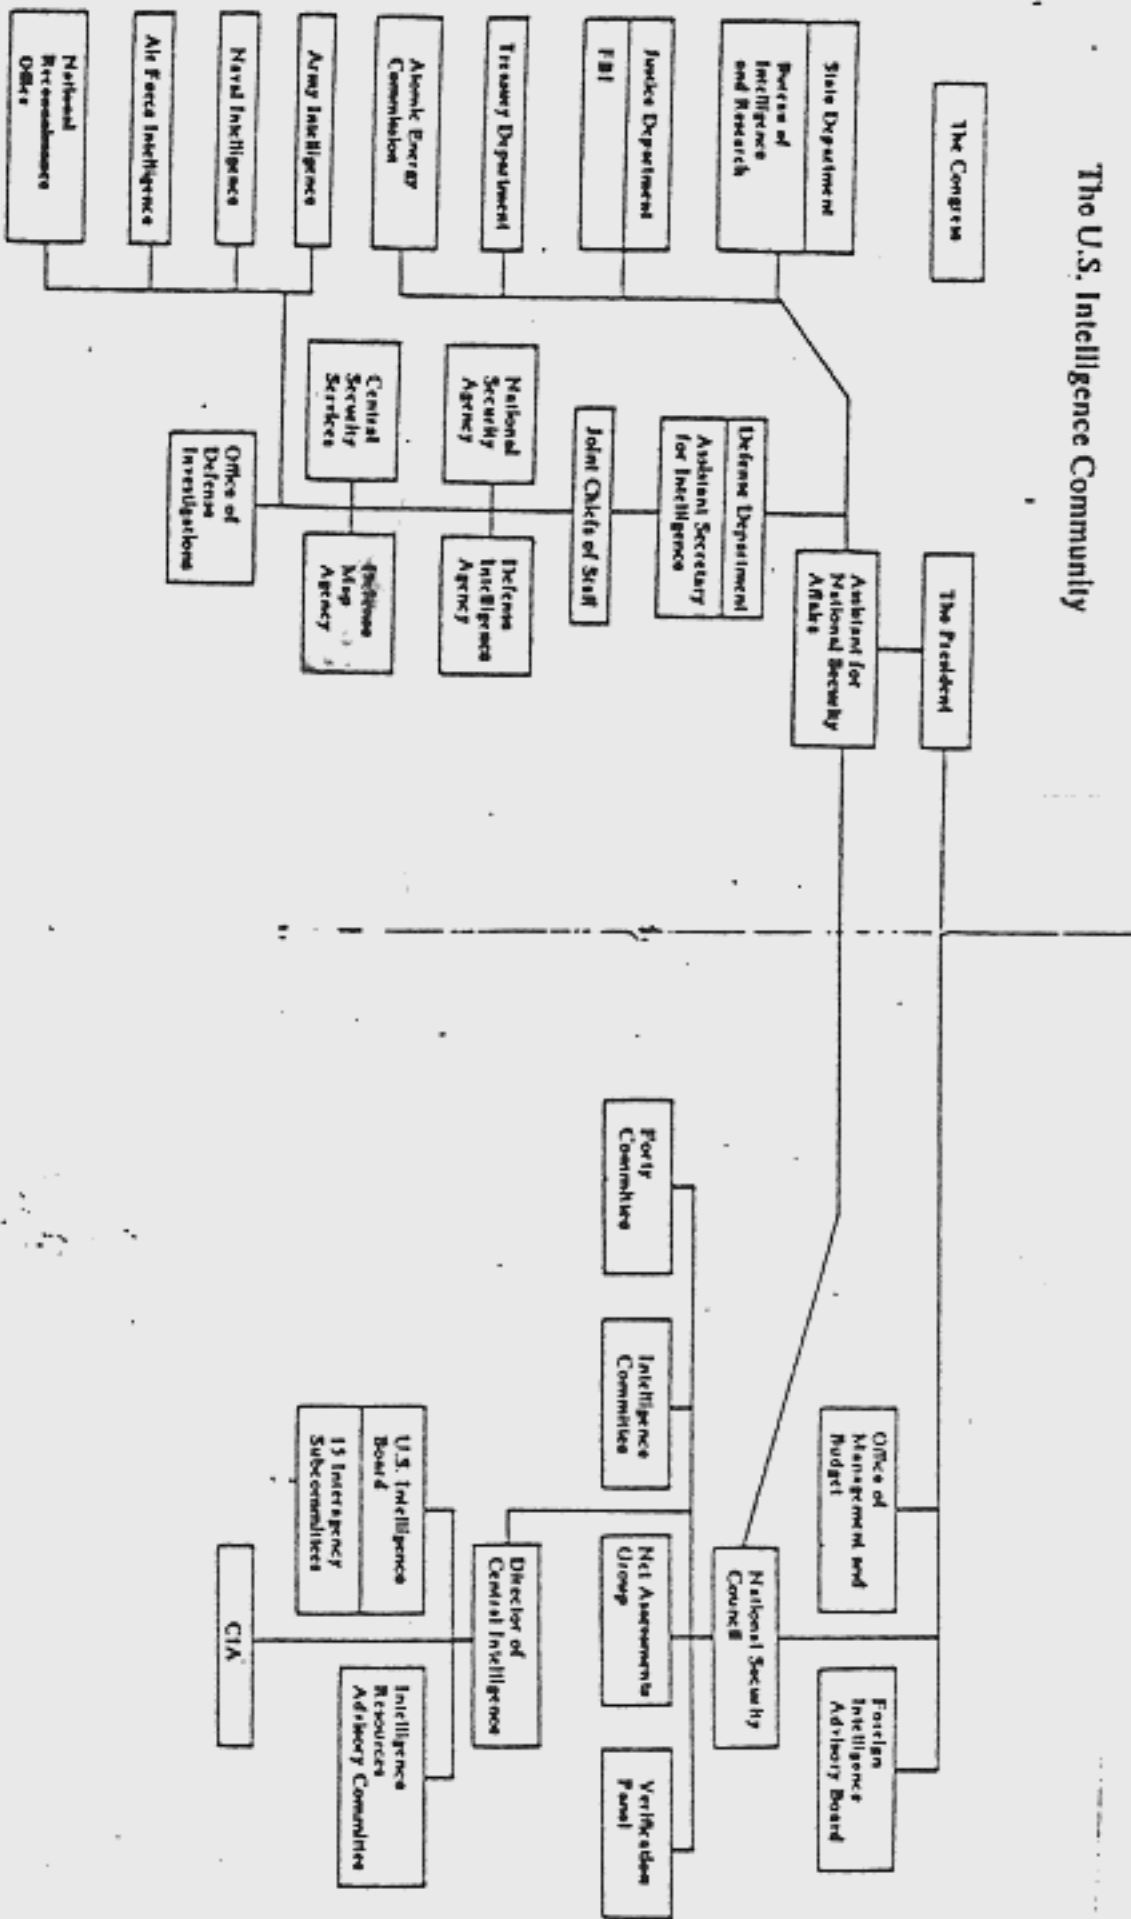 The U.S. Intelligence Community
The Congress
The President
State Department
Bureau of
Intelligence
and Research
Justice Department
FBI
Treasury Department
Atomic Energy
Commission
Army Intelligence
Naval Intelligence
Air Force Intelligence
National
Reconnaissance
Office
Assistant for
National Security
Affairs
Defense Department
Assistant Secretary
for Intelligence
Joint Chiefs of Staff
National
Security
Agency
Defense
Intelligence
Agency
Central
Security
Services
Defense
Map
Agency
Office of
Defense
Investigations
Office of
Management and
Budget
Foreign
Intelligence
Advisory Board
National Security
Council
Forty
Committee
Intelligence
Committee
Net Assessments
Group
Verification
Panel
Director of
Central Intelligence
U.S. Intelligence
Board
15 Interagency
Subcommittees
Intelligence
Resources
Advisory Committee
CIA